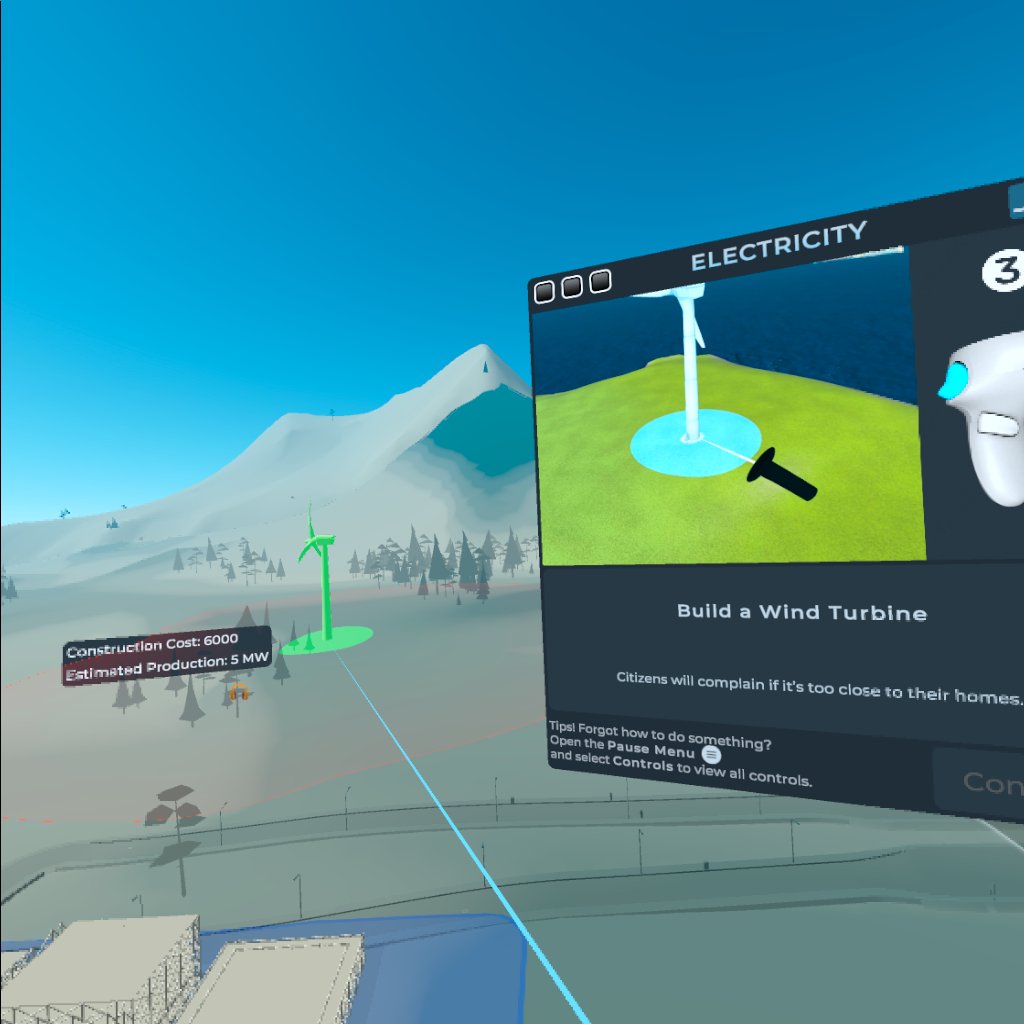 ELECTRICITY
3
Build a Wind Turbine
Citizens will complain if it's too close to their homes.
Tips! Forgot how to do something?
Open the Pause Menu
and select Controls to view all controls.
Con
Construction Cost: 6000
Estimated Production: 5 MW